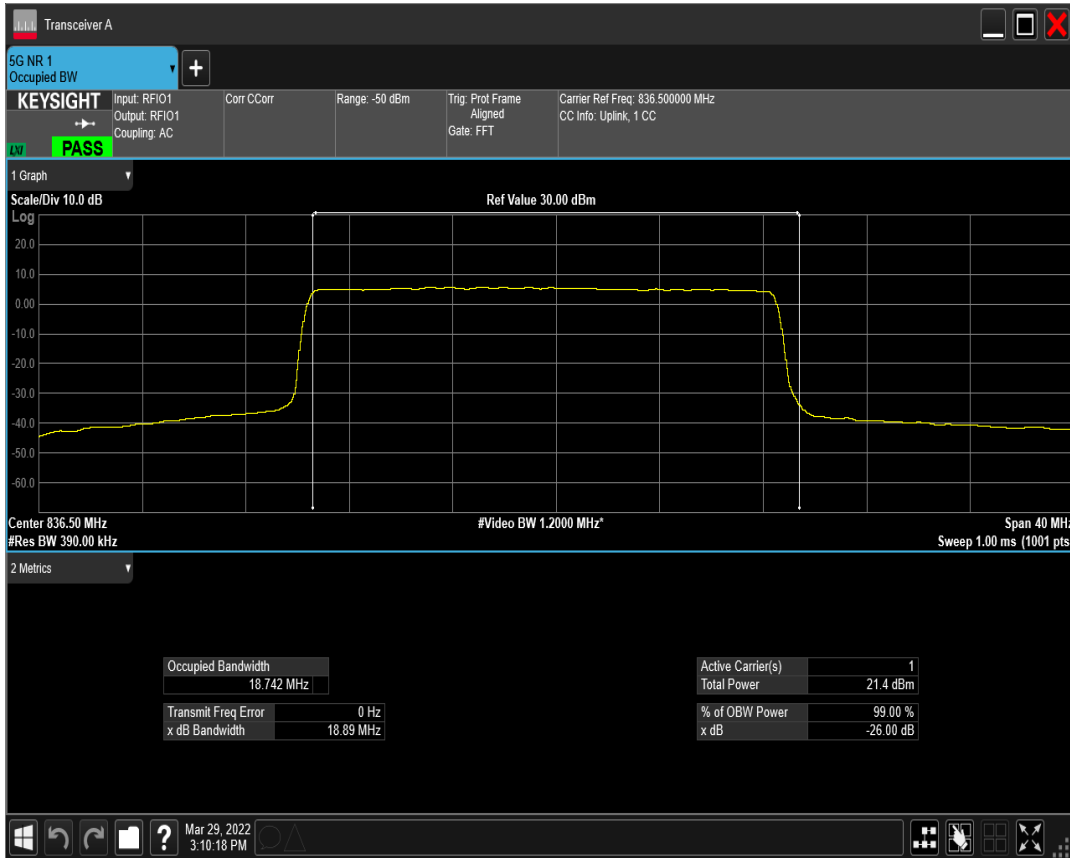 Transceiver A
5G NR 1
Occupied BW
KEYSIGHT
LXI
PASS
Input: RFIO1
Output: RFIO1
Coupling: AC
Corr CCorr
Range: -50 dBm
Trig: Prot Frame
Aligned
Gate: FFT
Carrier Ref Freq: 836.500000 MHz
CC Info: Uplink, 1 CC
1 Graph
Scale/Div 10.0 dB
Ref Value 30.00 dBm
Log
20.0
10.0
0.00
-10.0
-20.0
-30.0
-40.0
-50.0
-60.0
Center 836.50 MHz
#Video BW 1.2000 MHz*
Span 40 MHz
#Res BW 390.00 kHz
Sweep 1.00 ms (1001 pts
2 Metrics
Occupied Bandwidth
18.742 MHz
Transmit Freq Error 0 Hz
x dB Bandwidth 18.89 MHz
Active Carrier(s) 1
Total Power 21.4 dBm
% of OBW Power 99.00 %
x dB -26.00 dB
?
Mar 29, 2022
3:10:18 PM